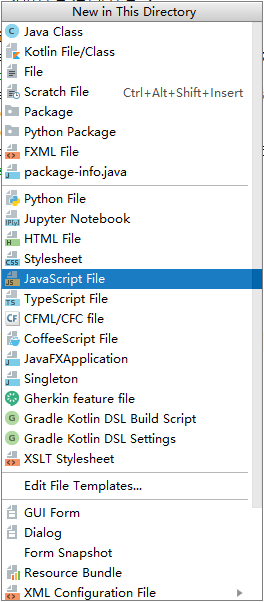 New in This Directory
Java Class
Kotlin File/Class
File
Scratch File Ctrl+Alt+Shift+Insert
Package
Python Package
FXML File
package-info.java
Python File
Jupyter Notebook
HTML File
Stylesheet
JavaScript File
TypeScript File
CFML/CFC file
CoffeeScript File
JavaFXApplication
Singleton
Gherkin feature file
Gradle Kotlin DSL Build Script
Gradle Kotlin DSL Settings
XSLT Stylesheet
Edit File Templates...
GUI Form
Dialog
Form Snapshot
Resource Bundle
XML Configuration File